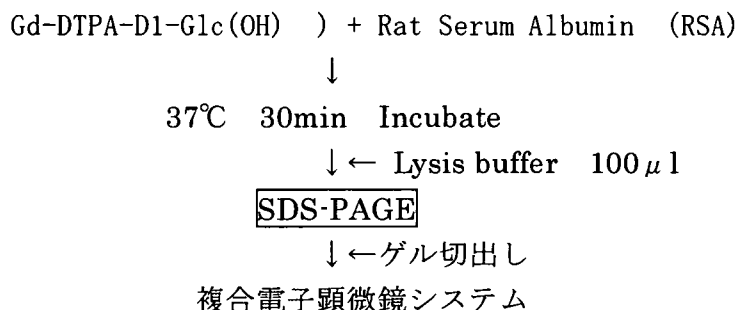 Gd-DTPA-D1-Glc(OH)　) + Rat Serum Albumin　(RSA)
↓
37℃　30min　Incubate
↓← Lysis buffer　100μl
SDS-PAGE
↓←ゲル切出し
複合電子顕微鏡システム